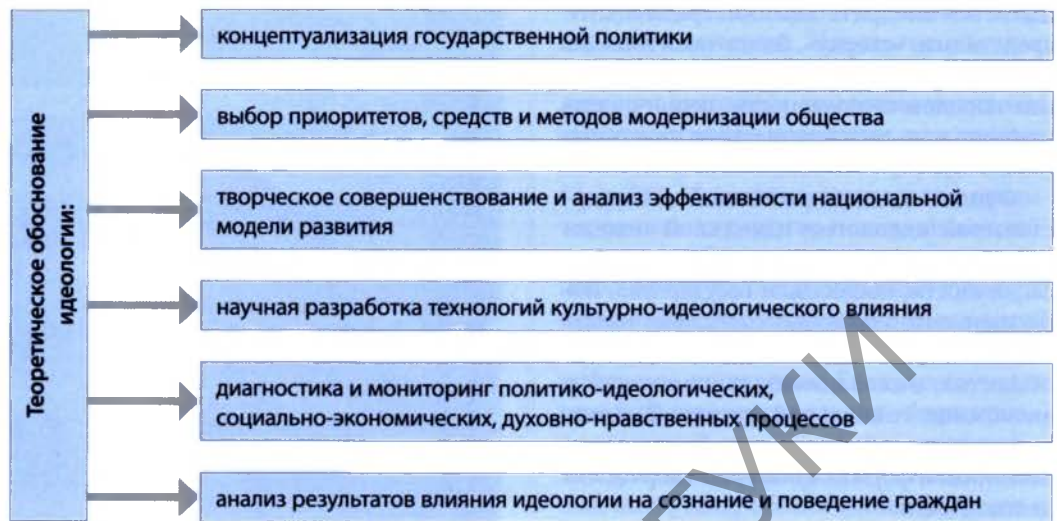 Теоретическое обоснование
идеологии:
концептуализация государственной политики
выбор приоритетов, средств и методов модернизации общества
творческое совершенствование и анализ эффективности национальной
модели развития
научная разработка технологий культурно-идеологического влияния
диагностика и мониторинг политико-идеологических,
социально-экономических, духовно-нравственных процессов
анализ результатов влияния идеологии на сознание и поведение граждан